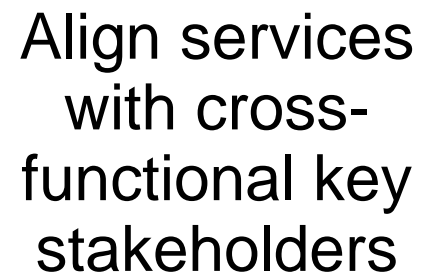 Align services
with cross-
functional key
stakeholders